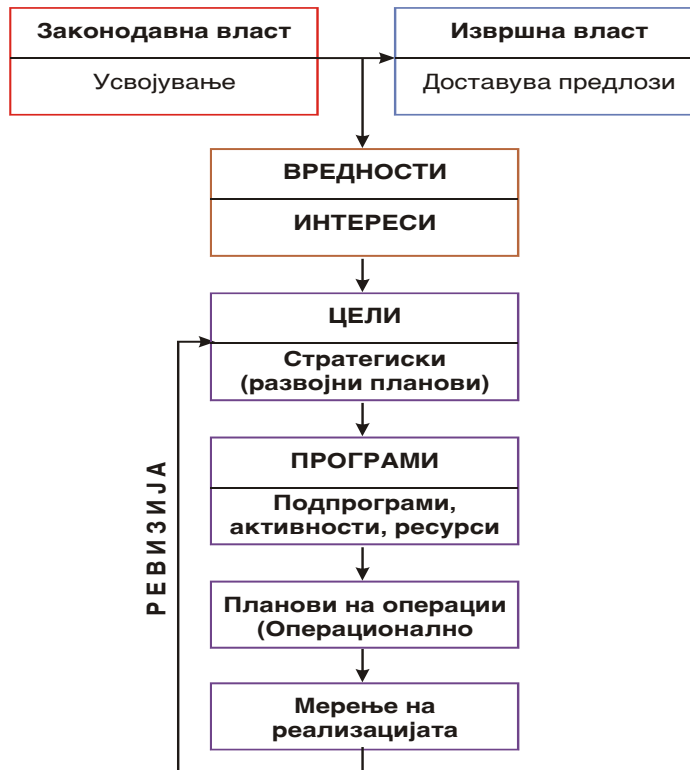 Законодавна власт
Усвојување
Извршна власт
Доставува предлози
ВРЕДНОСТИ
ИНТЕРЕСИ
ЦЕЛИ
Стратегиски
(развојни планови)
ПРОГРАМИ
Подпрограми,
активности, ресурси
Планови на операции
(Операционално
Мерење на
реализацијата
РЕВИЗИЈА